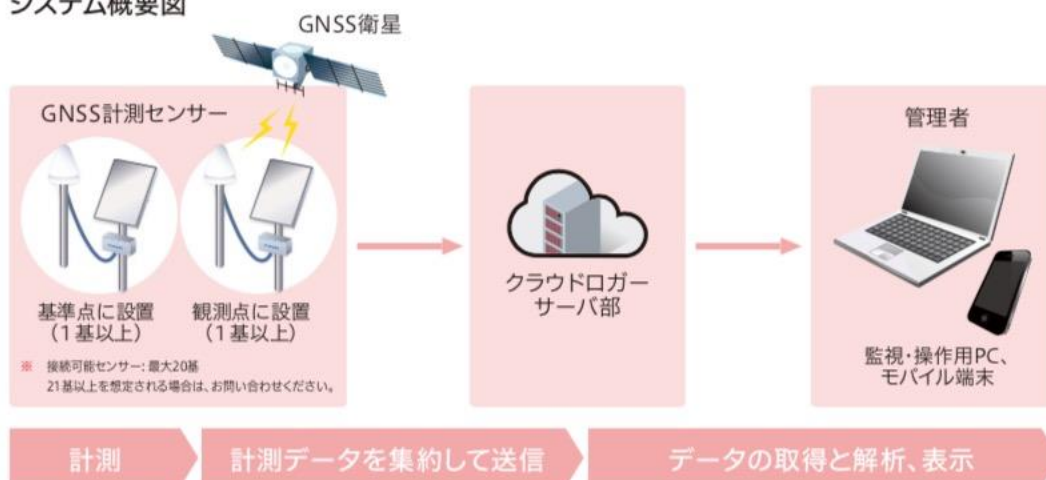 システム概要図
GNSS衛星
GNSS計測センサー
基準点に設置
（1基以上）
観測点に設置
（1基以上）
※ 接続可能センサー: 最大20基
21基以上を想定される場合は、お問い合わせください。
クラウドロガー
サーバ部
管理者
監視・操作用PC、
モバイル端末
計測
計測データを集約して送信
データの取得と解析、表示